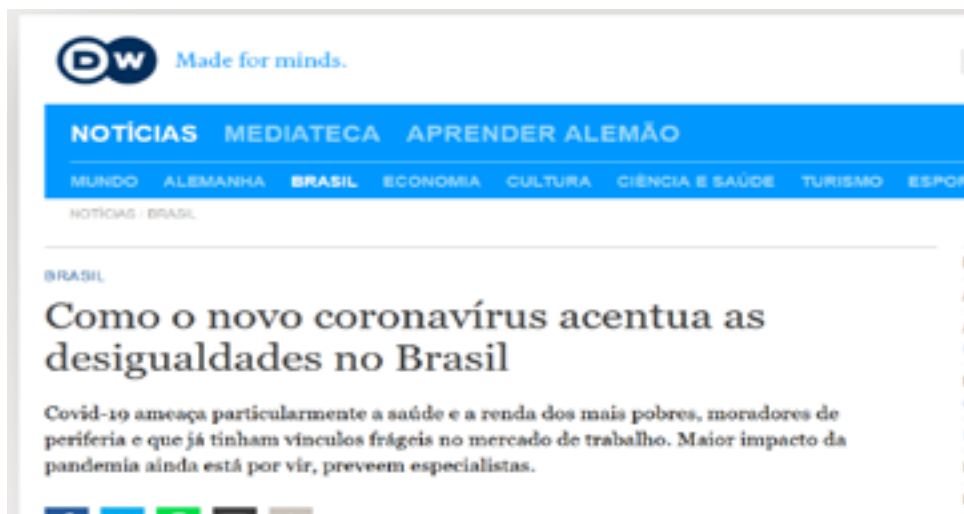 DW Made for minds.
NOTÍCIAS MEDIATECA APRENDER ALEMÃO
MUNDO ALEMANHA BRASIL ECONOMIA CULTURA CIÊNCIA E SAÚDE TURISMO
NOTÍCIAS / BRASIL
BRASIL
Como o novo coronavírus acentua as
desigualdades no Brasil
Covid-19 ameaça particularmente a saúde e a renda dos mais pobres, moradores de
periferia e que já tinham vínculos frágeis no mercado de trabalho. Maior impacto da
pandemia ainda está por vir, preveem especialistas.